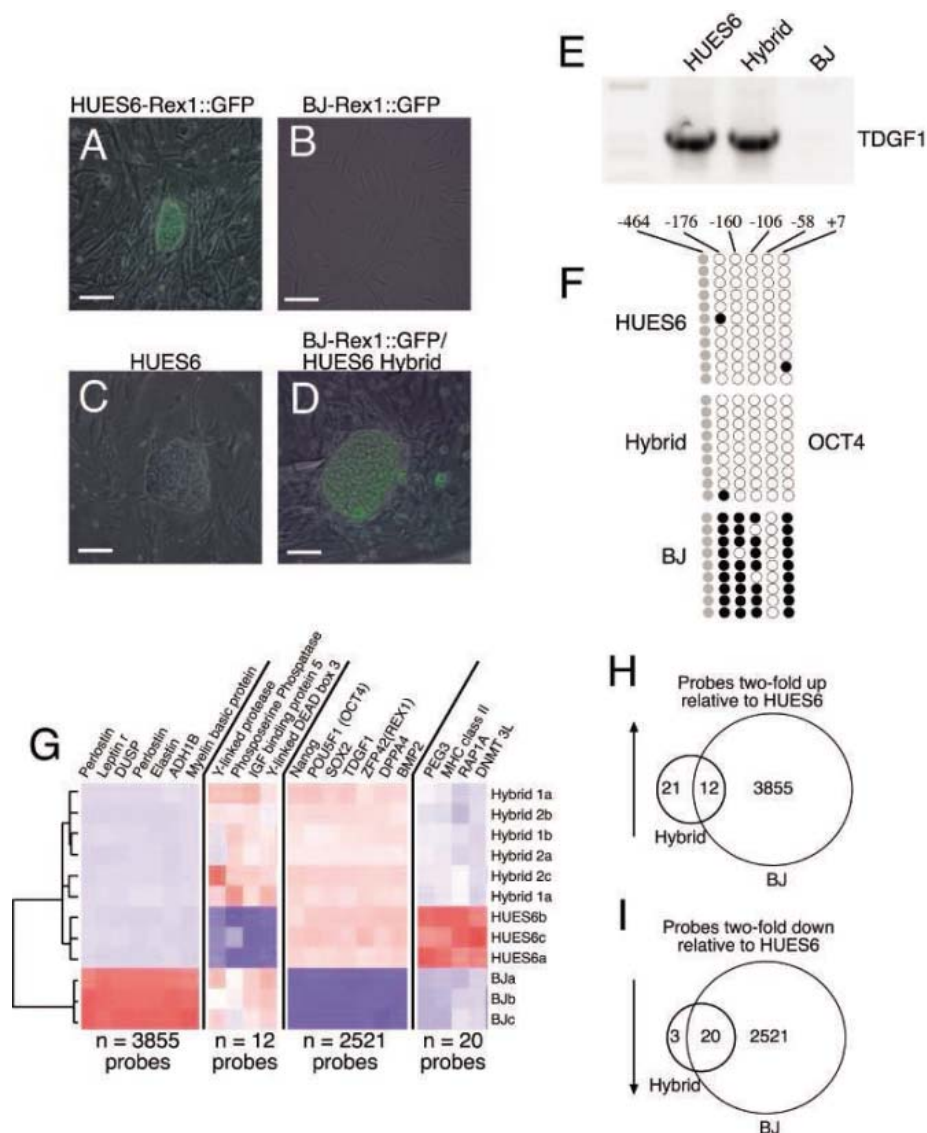 HUES6-Rex1::GFP
A
BJ-Rex1::GFP
B
HUES6
C
BJ-Rex1::GFP/
HUES6 Hybrid
D
E
HUES6
Hybrid
BJ
TDGF1
-464
-176
-160
-106
-58
+7
F
HUES6
Hybrid
OCT4
BJ
G
Perlostin
Leptin r
DUSP
Perlostin
Elastin
ADH1B
Myelin basic protein
Y-linked protease
Phosposerine Phospatase
IGF binding protein 5
Y-linked DEAD box 3
Nanog
POU5F1 (OCT4)
SOX2
TDGF1
ZFP42(REX1)
DPPA4
BMP2
PEG3
MHC class II
RAP1A
DNMT 3L
Hybrid 1a
Hybrid 2b
Hybrid 1b
Hybrid 2a
Hybrid 2c
Hybrid 1a
HUES6b
HUES6c
HUES6a
BJa
BJb
BJc
n = 3855
probes
n = 12
probes
n = 2521
probes
n = 20
probes
H
Probes two-fold up
relative to HUES6
21
12
3855
Hybrid
BJ
I
Probes two-fold down
relative to HUES6
3
20
2521
Hybrid
BJ